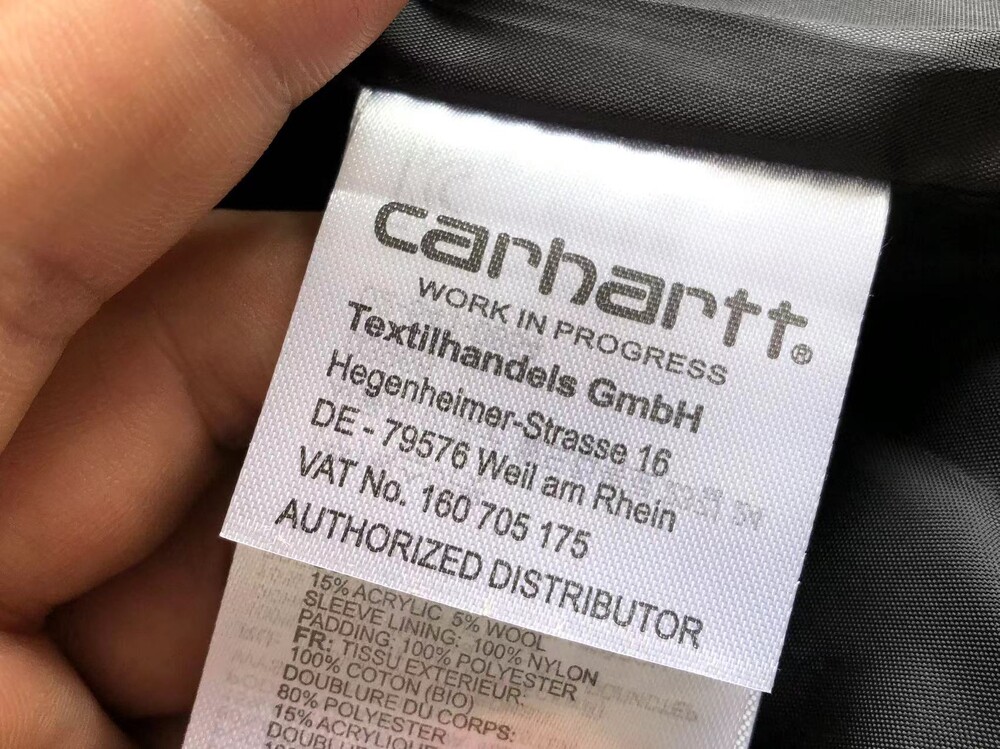 carhartt®
WORK IN PROGRESS
Textilhandels GmbH
Hegenheimer-Strasse 16
DE - 79576 Weil am Rhein
VAT No. 160 705 175
AUTHORIZED DISTRIBUTOR
15% ACRYLIC 5% WOOL
SLEEVE LINING: 100% NYLON
PADDING: 100% POLYESTER
FR: TISSU EXTERIEUR:
100% COTON (BIO)
DOUBLURE DU CORPS:
80% POLYESTER
15% ACRYLIQUE